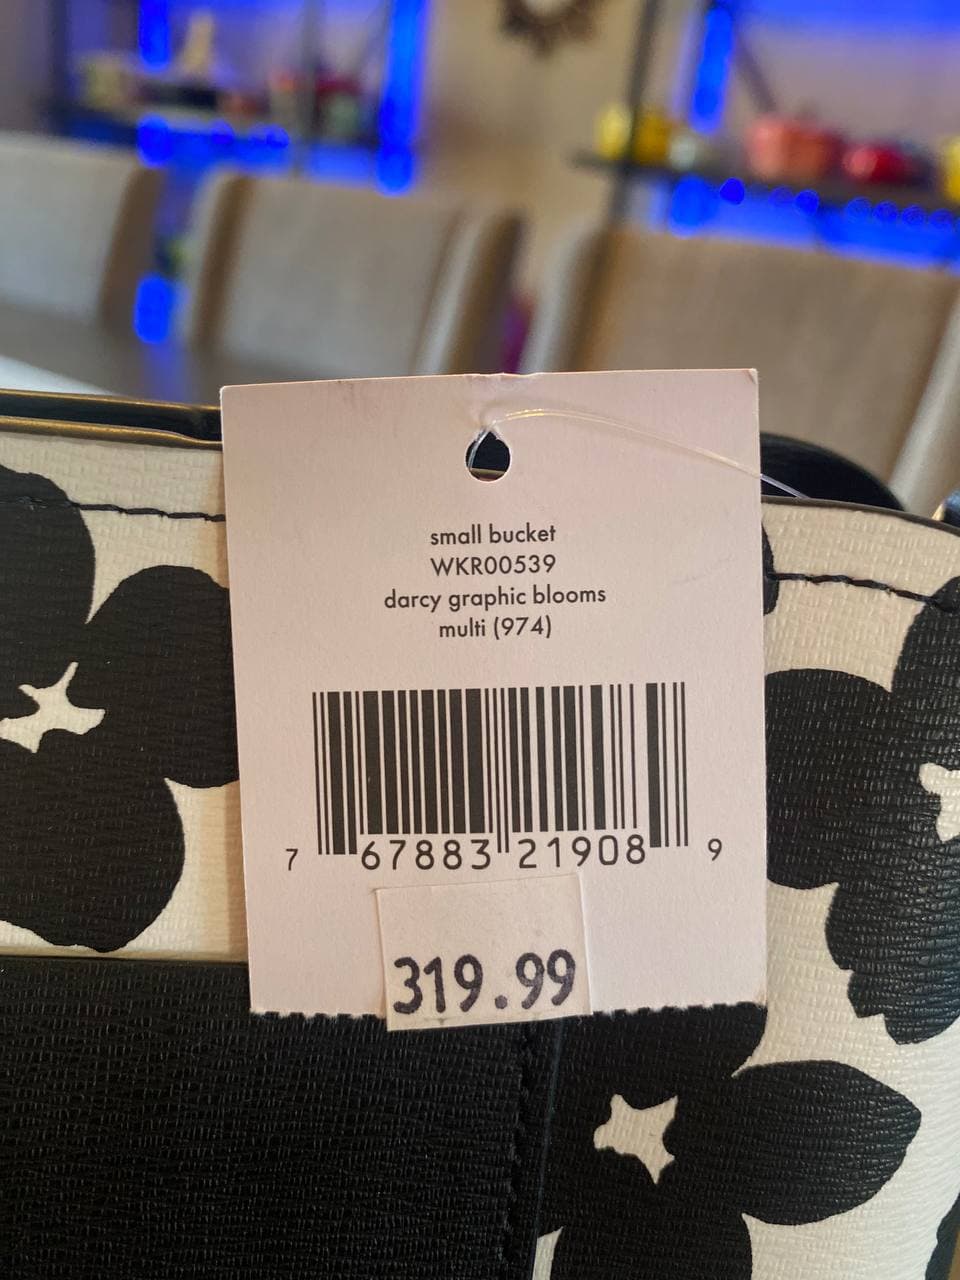 small bucket
WKR00539
darcy graphic blooms
multi (974)
7 67883 21908 9
319.99